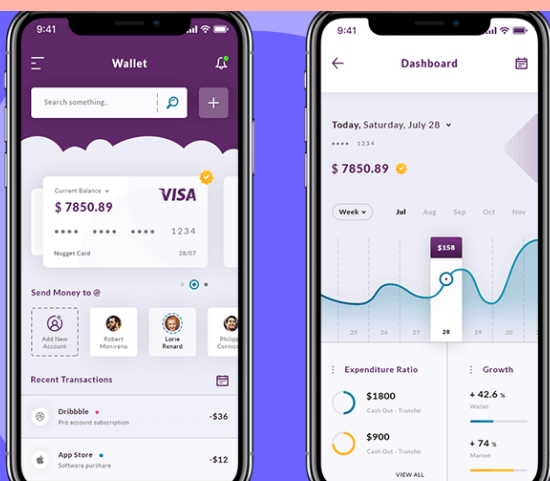 9:41
Wallet
Search something..
+
Current Balance
$ 7850.89
VISA
•••• •••• •••• 1234
Nugget Card 28/07
Send Money to @
Add New Account
Robert Monirena
Lorie Renard
Recent Transactions
Dribbble
Pro account subscription
-$36
App Store
Software purshare
-$12
9:41
Dashboard
Today, Saturday, July 28
•••• 1234
$ 7850.89
Week Jul Aug Sep Oct Nov
$158
25 26 27 28 29 30
Expenditure Ratio
$1800
Cash Out - Transfer
$900
Cash Out - Transfer
VIEW ALL
Growth
+ 42.6 %
Wallet
+ 74 %
Market